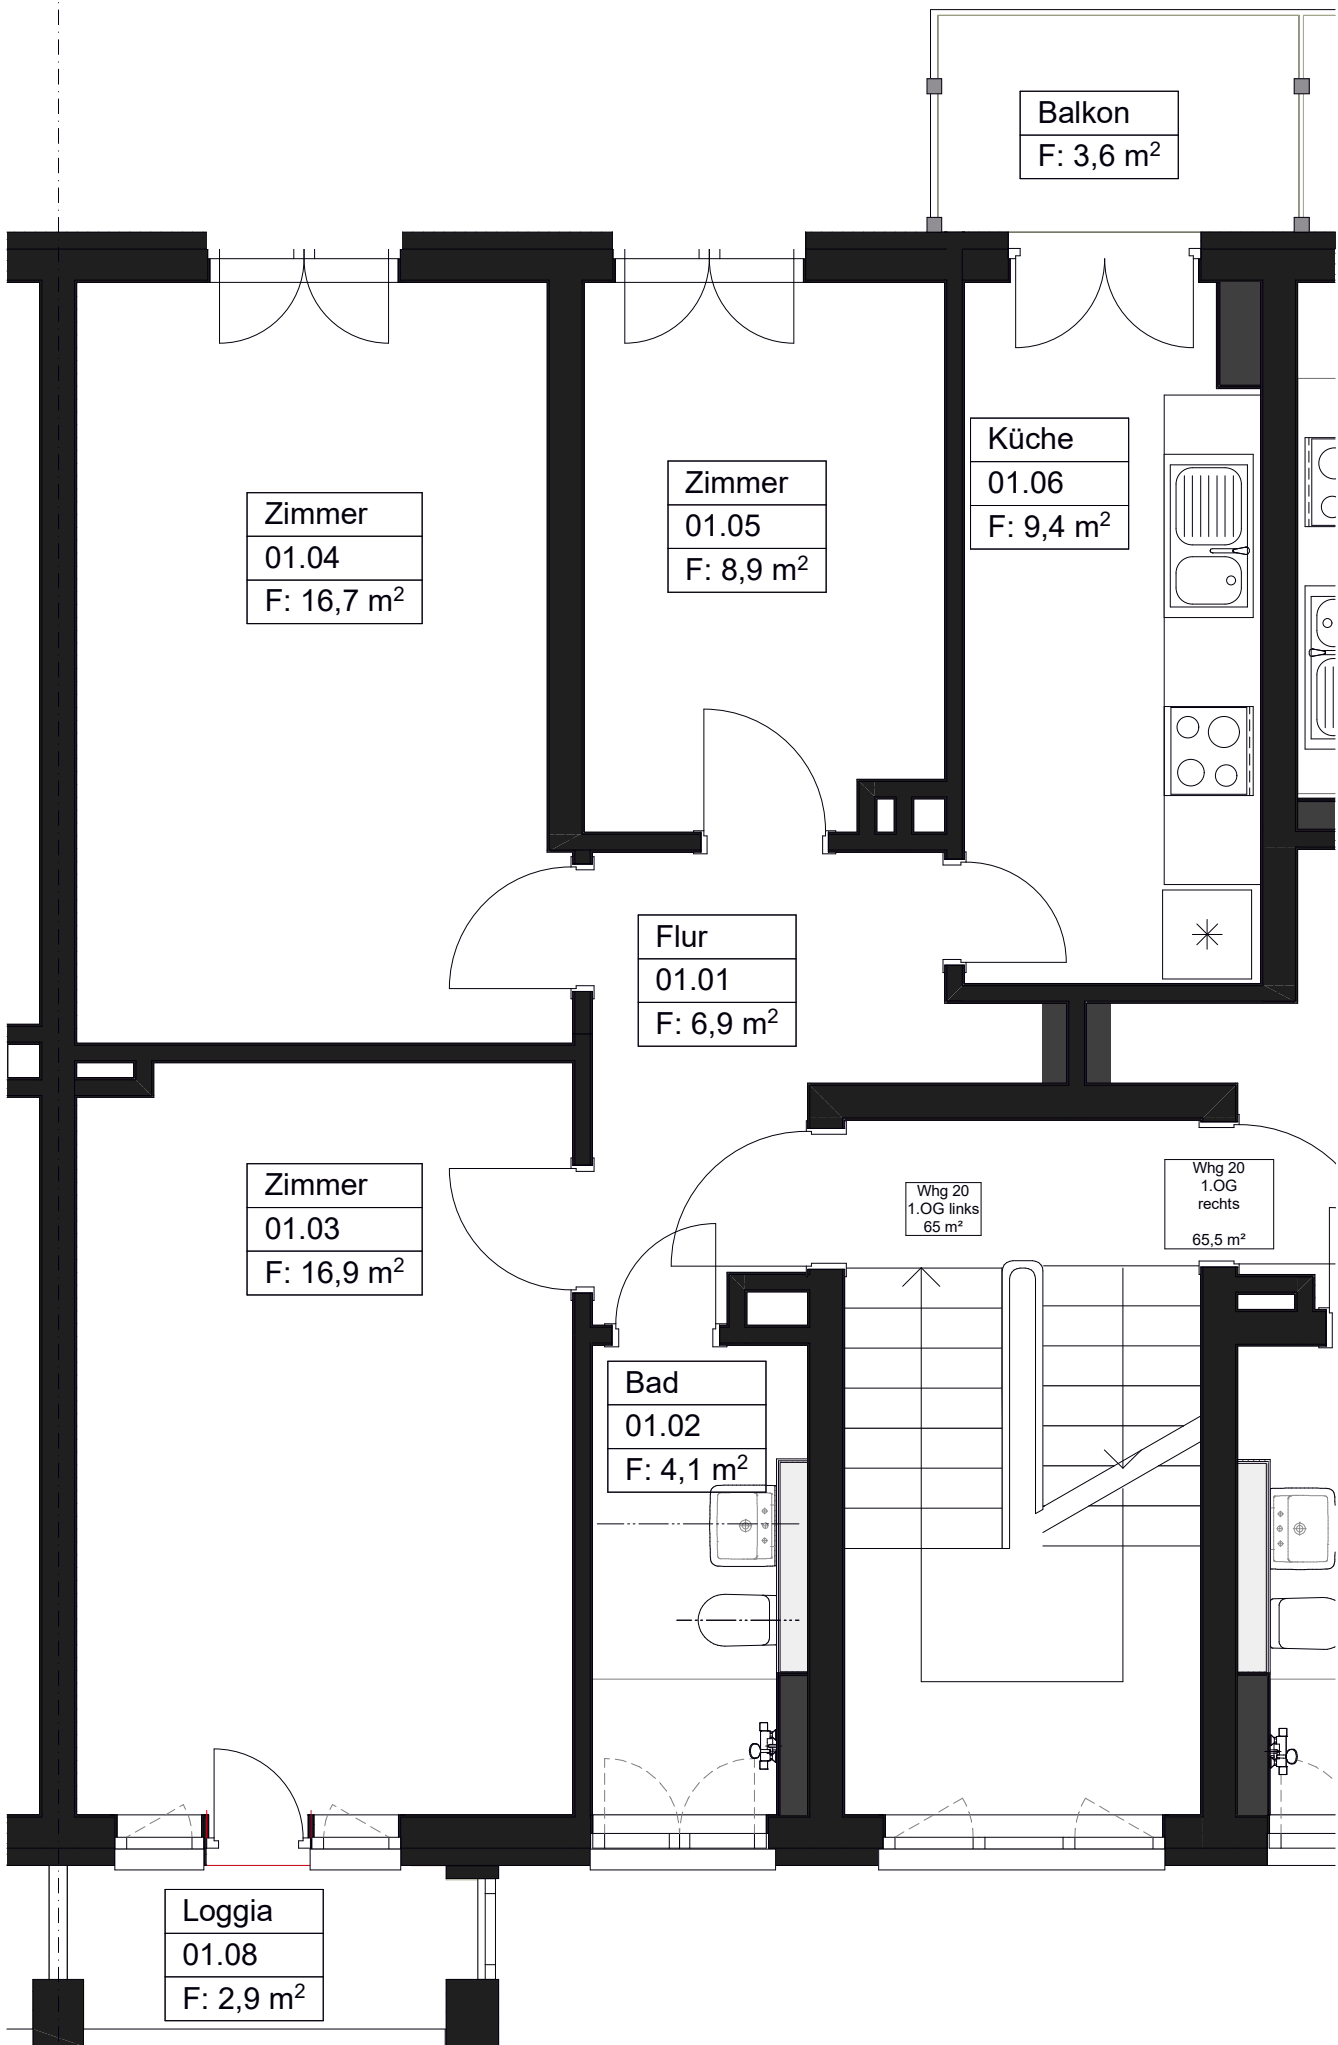 Balkon
F: 3,6 m²
Küche
01.06
F: 9,4 m²
Zimmer
01.05
F: 8,9 m²
Zimmer
01.04
F: 16,7 m²
Flur
01.01
F: 6,9 m²
Zimmer
01.03
F: 16,9 m²
Whg 20
1.OG links
65 m²
Whg 20
1.OG
rechts
65,5 m²
Bad
01.02
F: 4,1 m²
Loggia
01.08
F: 2,9 m²